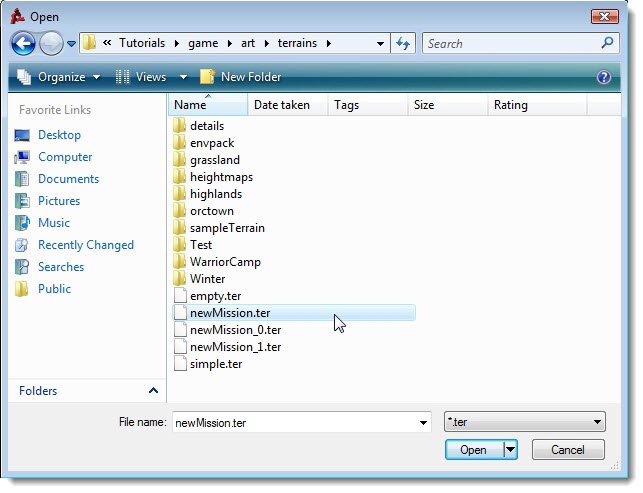 Open
« Tutorials game art terrains Search
Organize Views New Folder ?
Favorite Links Name Date taken Tags Size Rating
Desktop
Computer
Documents
Pictures
Music
Recently Changed
Searches
Public
details
envpack
grassland
heightmaps
highlands
orctown
sampleTerrain
Test
WarriorCamp
Winter
empty.ter
newMission.ter
newMission_0.ter
newMission_1.ter
simple.ter
Folders
File name: newMission.ter *.ter
Open Cancel